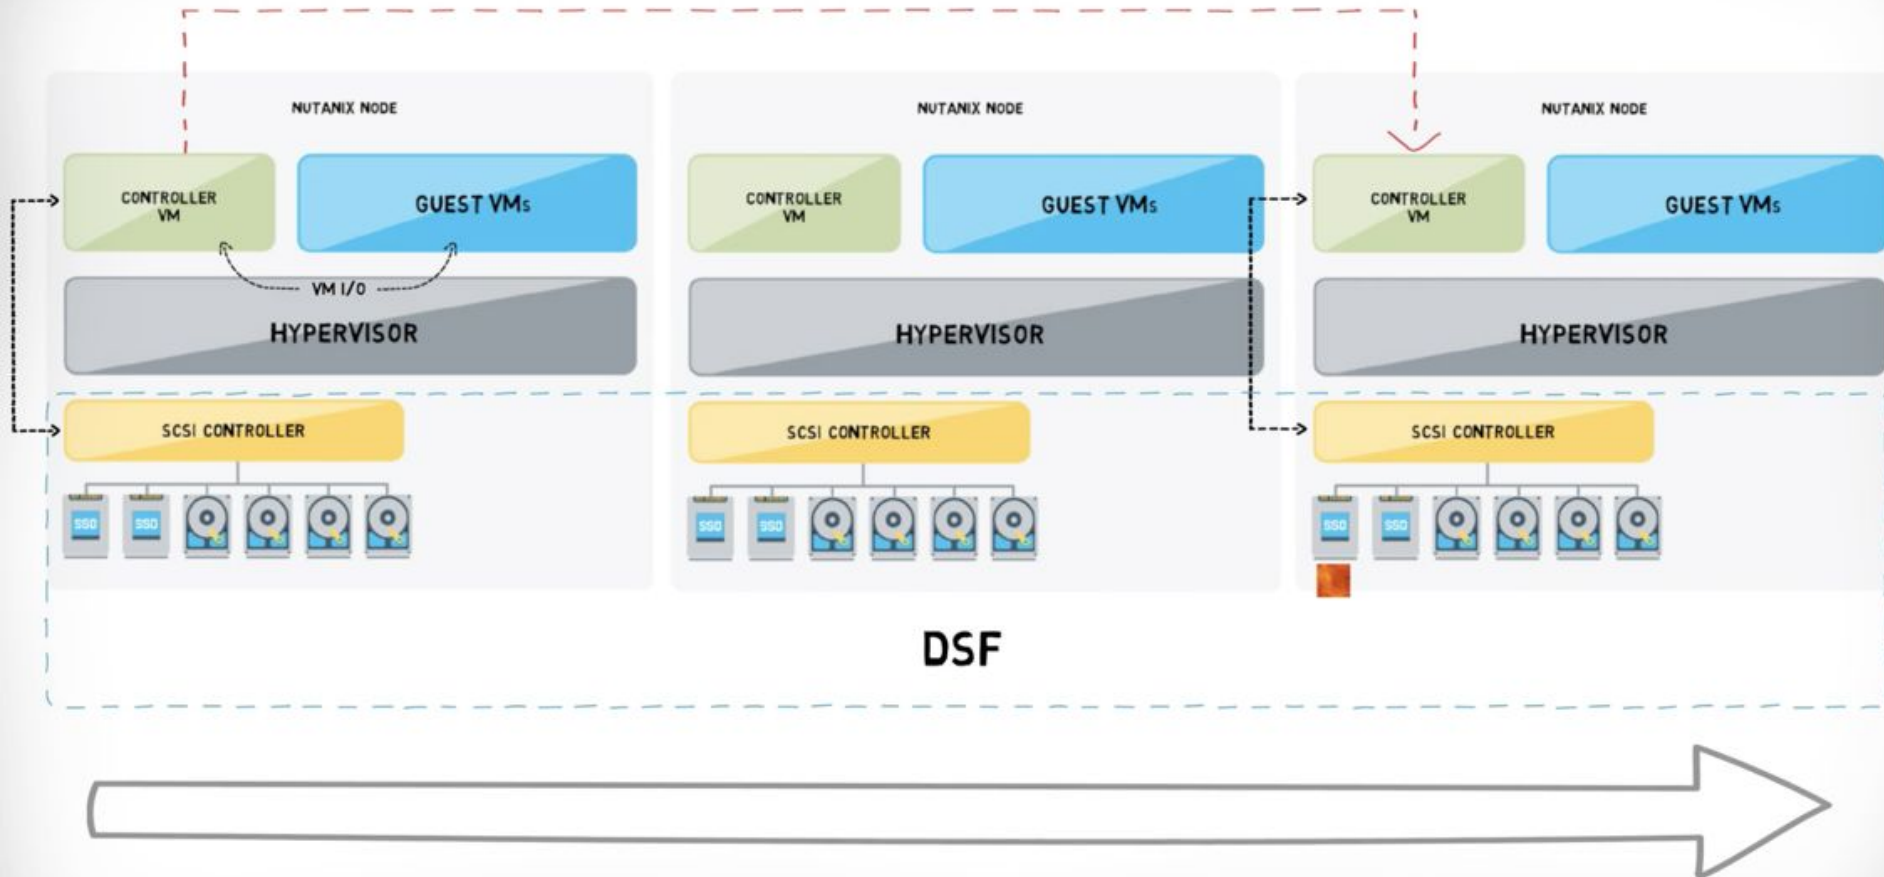 NUTANIX NODE
CONTROLLER
VM
GUEST VMs
VM I/O
HYPERVISOR
SCSI CONTROLLER
SSD
SSD
NUTANIX NODE
CONTROLLER
VM
GUEST VMs
HYPERVISOR
SCSI CONTROLLER
SSD
SSD
NUTANIX NODE
CONTROLLER
VM
GUEST VMs
HYPERVISOR
SCSI CONTROLLER
SSD
SSD
DSF